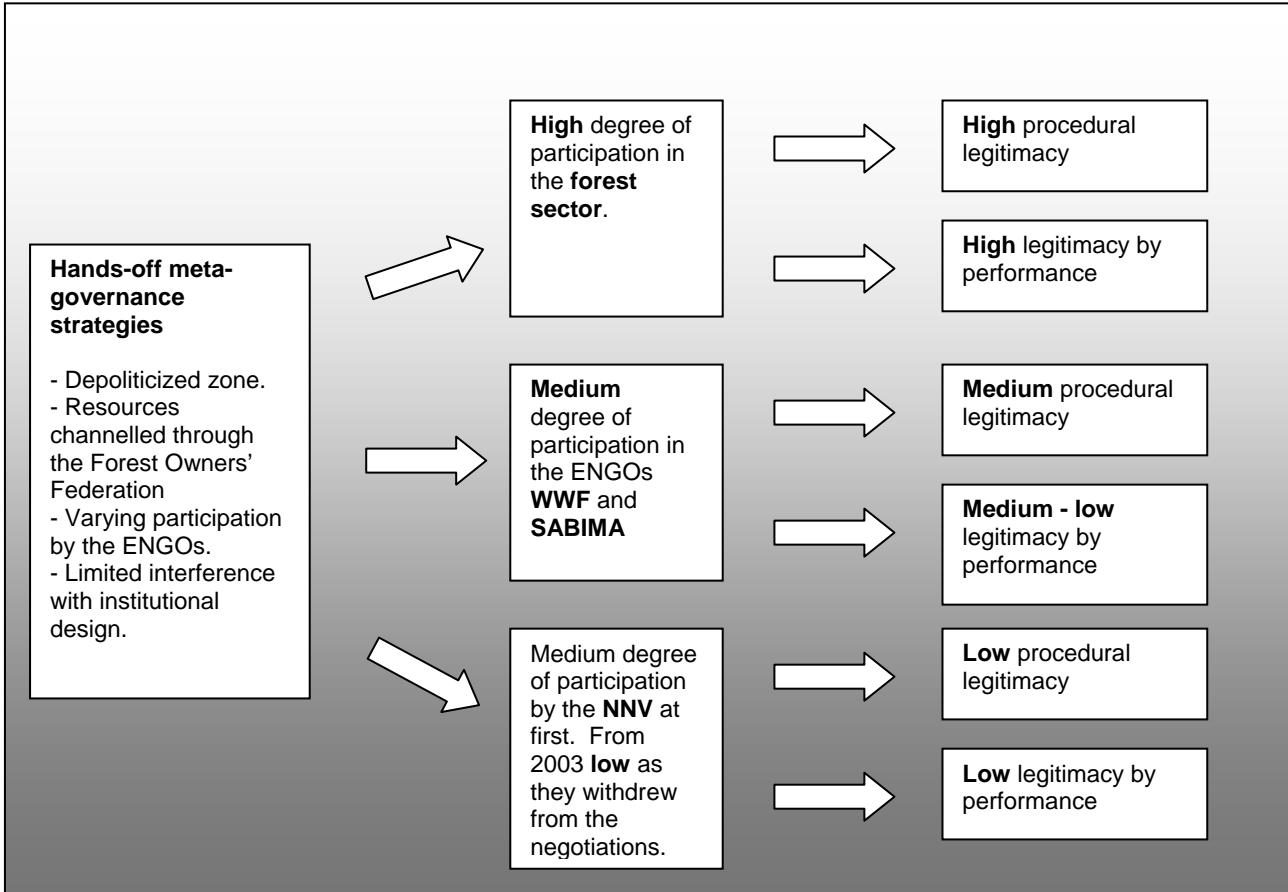 Hands-off meta-
governance
strategies
- Depoliticized zone.
- Resources
channelled through
the Forest Owners’
Federation
- Varying participation
by the ENGOs.
- Limited interference
with institutional
design.
High degree of
participation in
the forest
sector.
High procedural
legitimacy
High legitimacy by
performance
Medium
degree of
participation in
the ENGOs
WWF and
SABIMA
Medium procedural
legitimacy
Medium - low
legitimacy by
performance
Medium degree
of participation
by the NNV at
first.  From
2003 low as
they withdrew
from the
negotiations.
Low procedural
legitimacy
Low legitimacy by
performance